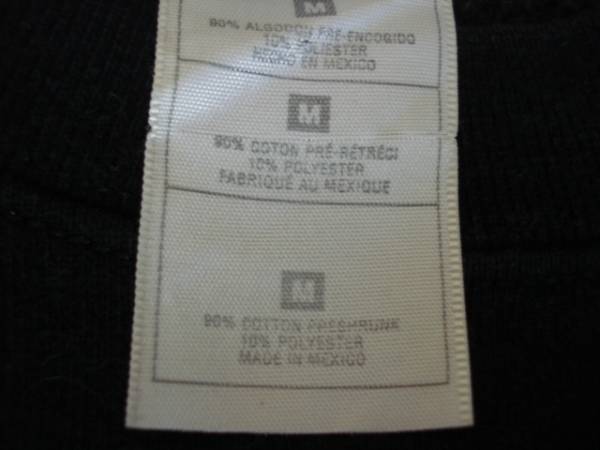 M
90% ALGODON PRE-ENCOGIDO
10% POLIESTER
HECHO EN MEXICO
M
90% COTON PRÉ-RÉTRÉCI
10% POLYESTER
FABRIQUÉ AU MEXIQUE
M
90% COTTON PRESHRUNK
10% POLYESTER
MADE IN MEXICO